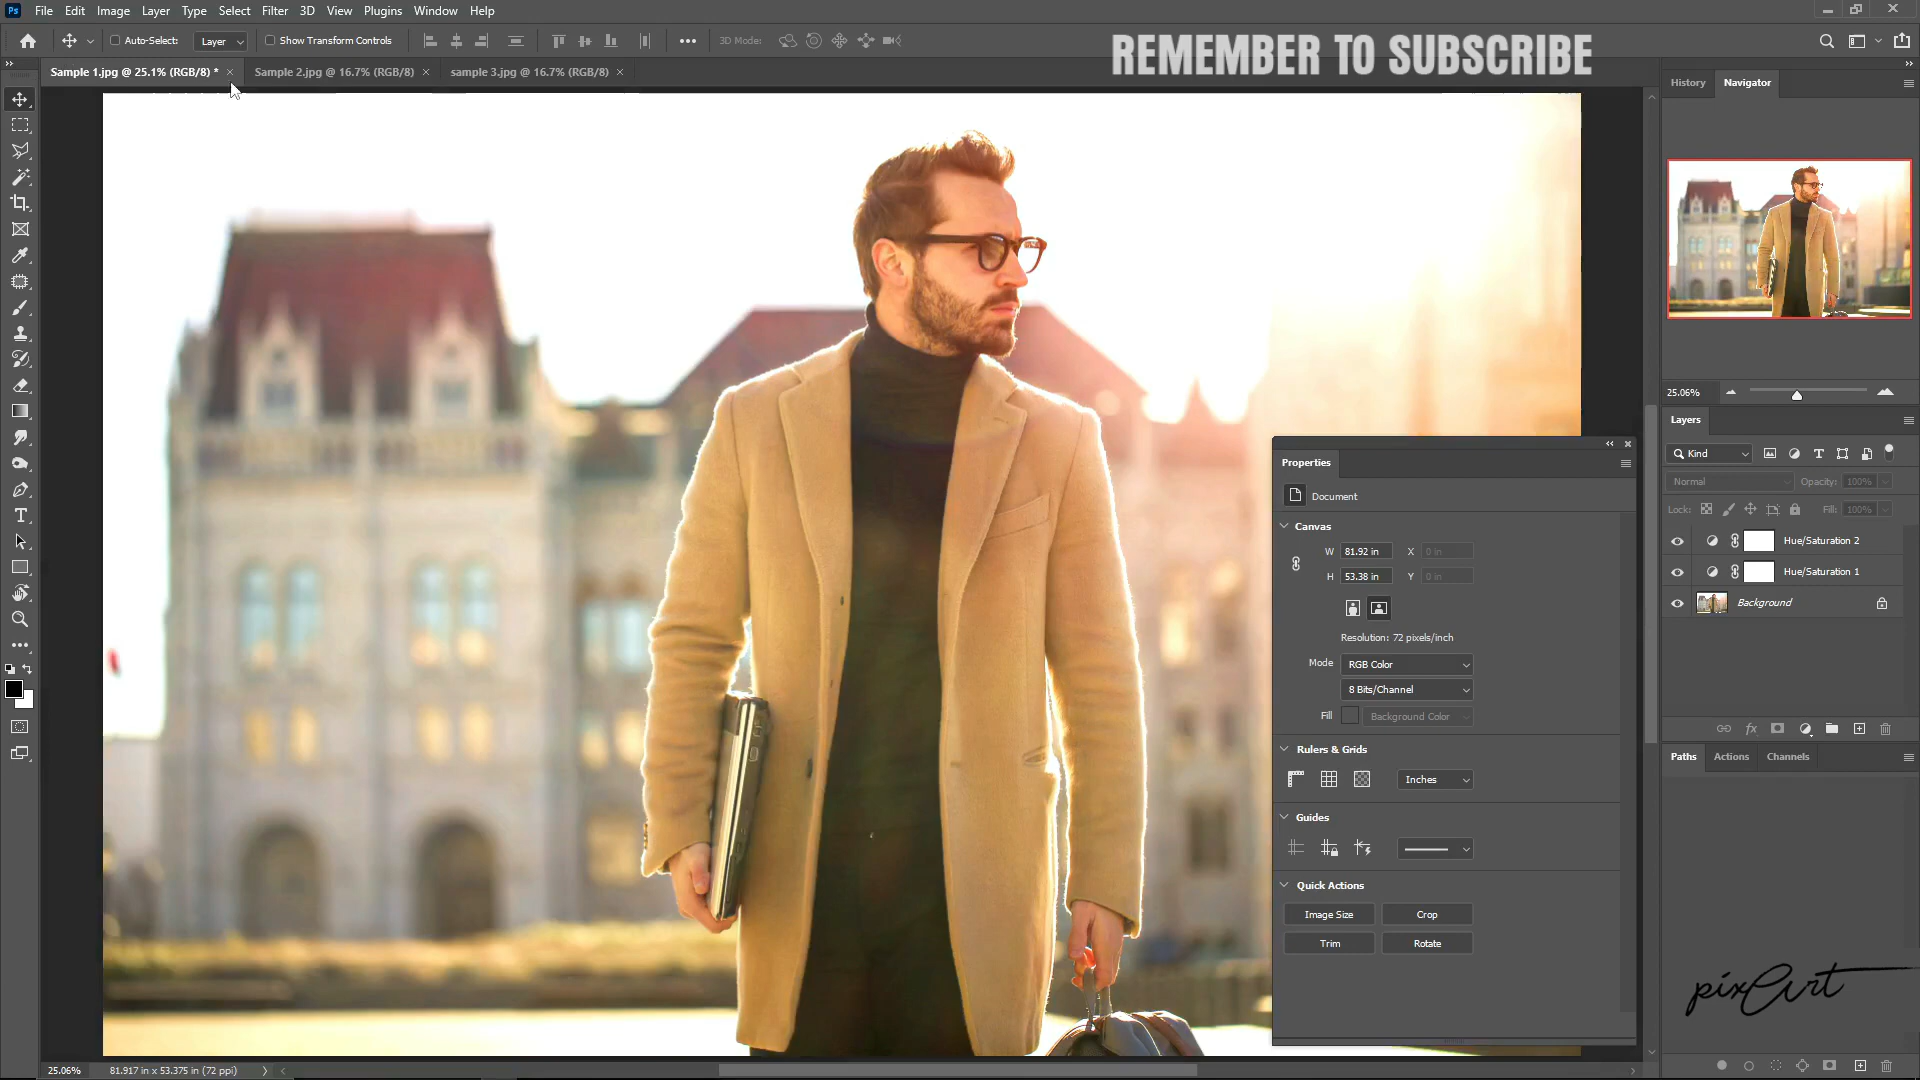 Ps File Edit Image Layer Type Select Filter 3D View Plugins Window Help
Auto-Select: Layer Show Transform Controls 3D Mode:
REMEMBER TO SUBSCRIBE
Sample 1.jpg @ 25.1% (RGB/8) * Sample 2.jpg @ 16.7% (RGB/8) sample 3.jpg @ 16.7% (RGB/8)
History Navigator
25.06%
Layers
Kind
Normal Opacity: 100%
Lock: Fill: 100%
Hue/Saturation 2
Hue/Saturation 1
Background
Paths Actions Channels
Properties
Document
Canvas
W 81.92 in X 0 in
H 53.38 in Y 0 in
Resolution: 72 pixels/inch
Mode RGB Color
8 Bits/Channel
Fill Background Color
Rulers & Grids
Inches
Guides
Quick Actions
Image Size Crop
Trim Rotate
pixArt
25.06% 81.917 in x 53.375 in (72 ppi)